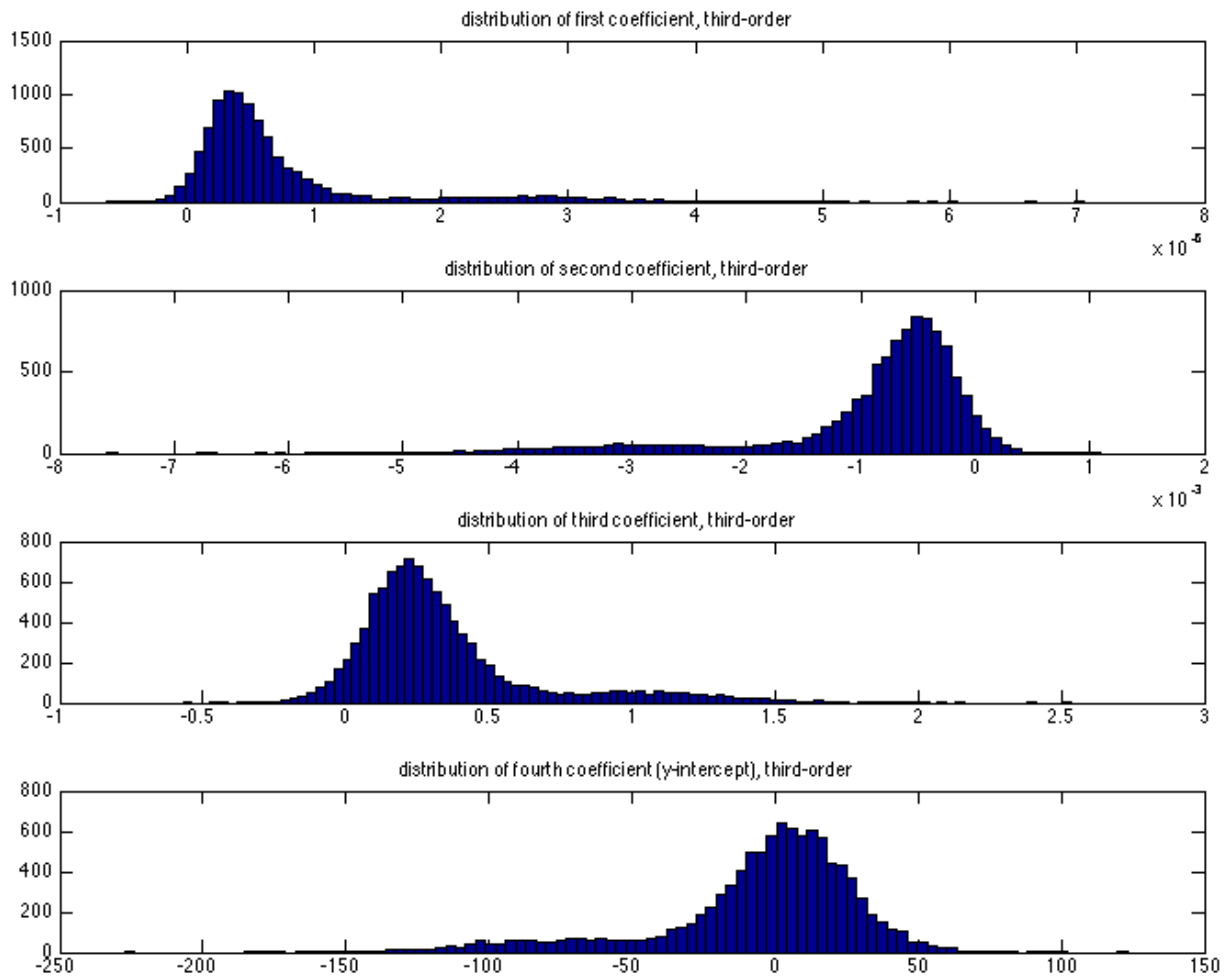 distribution of first coefficient, third-order
1500
1000
500
0
-1 0 1 2 3 4 5 6 7 8
x 10
distribution of second coefficient, third-order
1000
500
0
-8 -7 -6 -5 -4 -3 -2 -1 0 1 2
x 10⁻³
distribution of third coefficient, third-order
800
600
400
200
0
-1 -0.5 0 0.5 1 1.5 2 2.5 3
distribution of fourth coefficient (y-intercept), third-order
800
600
400
200
0
-250 -200 -150 -100 -50 0 50 100 150